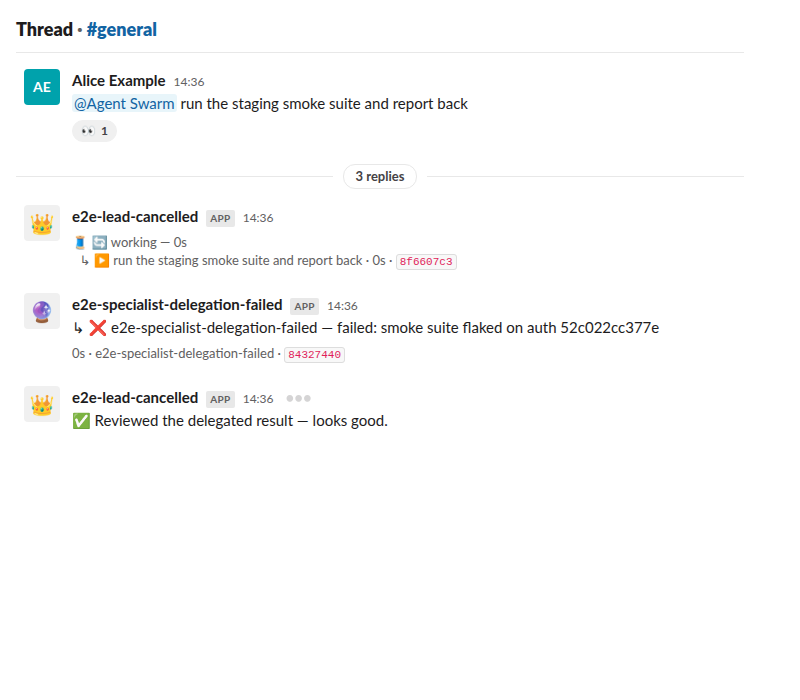 Thread • #general
AE
Alice Example 14:36
@Agent Swarm run the staging smoke suite and report back
👀 1
3 replies
e2e-lead-cancelled APP 14:36
🧵 🔄 working — 0s
↳ ▶️ run the staging smoke suite and report back · 0s · 8f6607c3
e2e-specialist-delegation-failed APP 14:36
↳ ❌ e2e-specialist-delegation-failed — failed: smoke suite flaked on auth 52c022cc377e
0s · e2e-specialist-delegation-failed · 84327440
e2e-lead-cancelled APP 14:36
✅ Reviewed the delegated result — looks good.